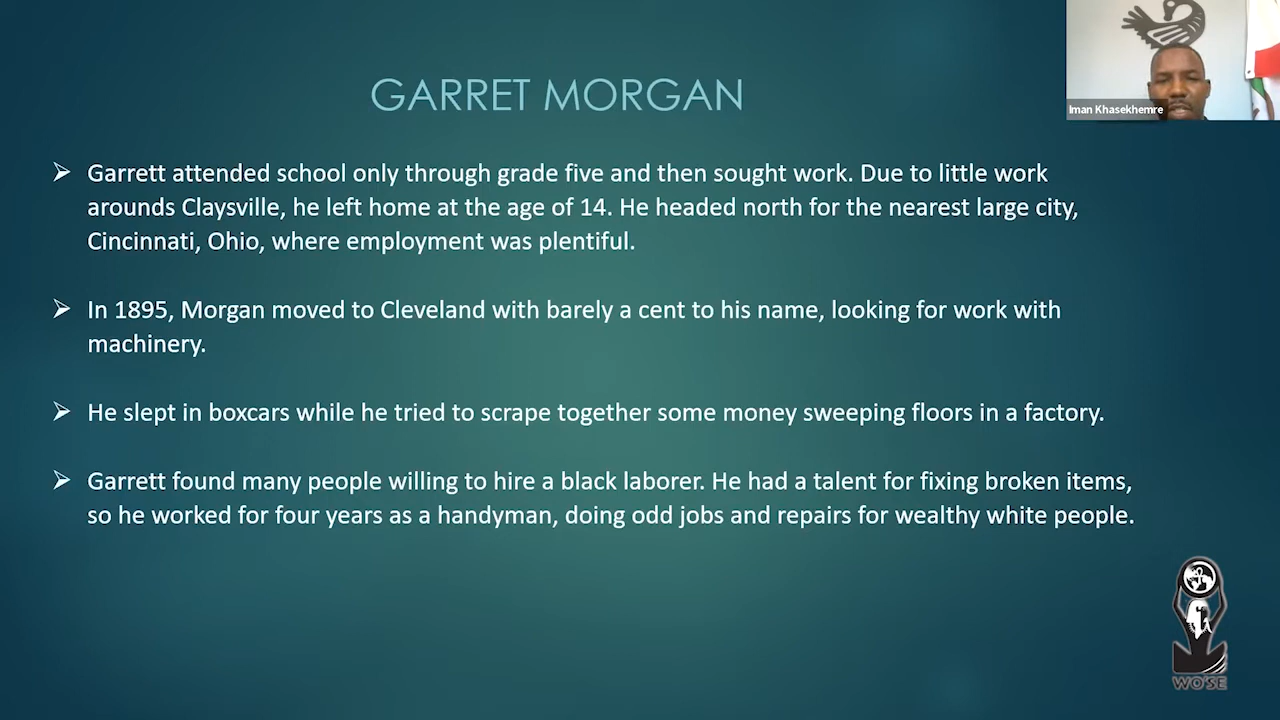 GARRET MORGAN
Iman Khasekhemre
Garrett attended school only through grade five and then sought work. Due to little work
arounds Claysville, he left home at the age of 14. He headed north for the nearest large city,
Cincinnati, Ohio, where employment was plentiful.
In 1895, Morgan moved to Cleveland with barely a cent to his name, looking for work with
machinery.
He slept in boxcars while he tried to scrape together some money sweeping floors in a factory.
Garrett found many people willing to hire a black laborer. He had a talent for fixing broken items,
so he worked for four years as a handyman, doing odd jobs and repairs for wealthy white people.
WO'SE